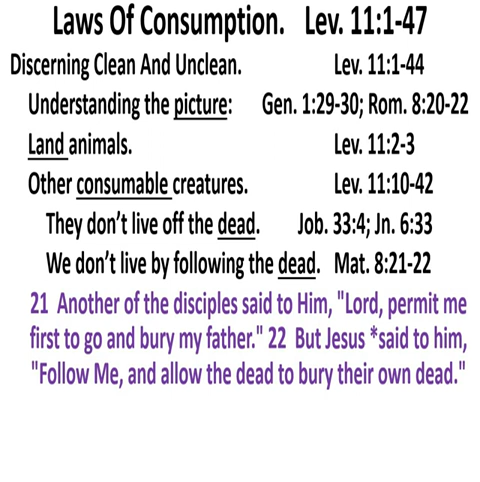 Laws Of Consumption. Lev. 11:1-47
Discerning Clean And Unclean. Lev. 11:1-44
Understanding the picture: Gen. 1:29-30; Rom. 8:20-22
Land animals. Lev. 11:2-3
Other consumable creatures. Lev. 11:10-42
They don't live off the dead. Job. 33:4; Jn. 6:33
We don't live by following the dead. Mat. 8:21-22
21 Another of the disciples said to Him, "Lord, permit me
first to go and bury my father." 22 But Jesus *said to him,
"Follow Me, and allow the dead to bury their own dead."